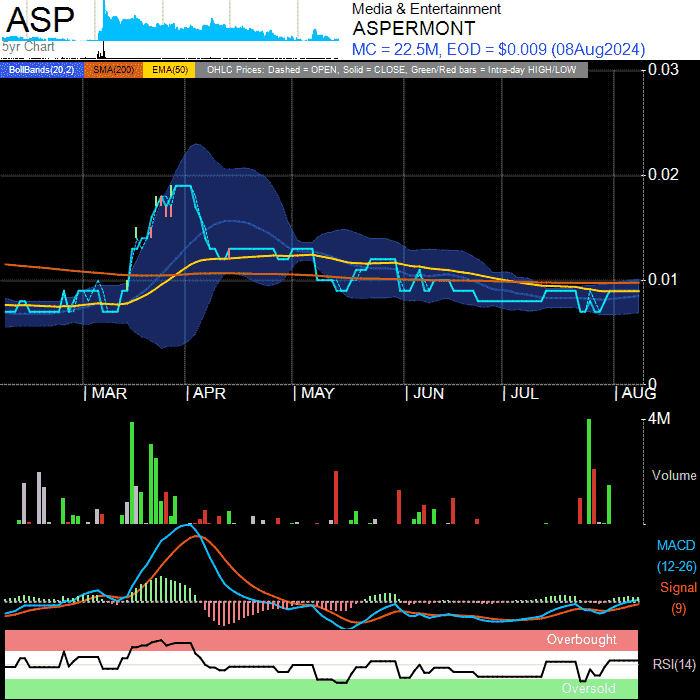 ASP
5yr Chart
Media & Entertainment
ASPERMONT
MC = 22.5M, EOD = $0.009 (08Aug2024)
BollBands(20,2) SMA(200) EMA(50) OHLC Prices: Dashed = OPEN, Solid = CLOSE, Green/Red bars = Intra-day HIGH/LOW
0.03
0.02
0.01
0
| MAR | APR | MAY | JUN | JUL | AUG
4M
Volume
MACD
(12-26)
Signal
(9)
Overbought
RSI(14)
Oversold